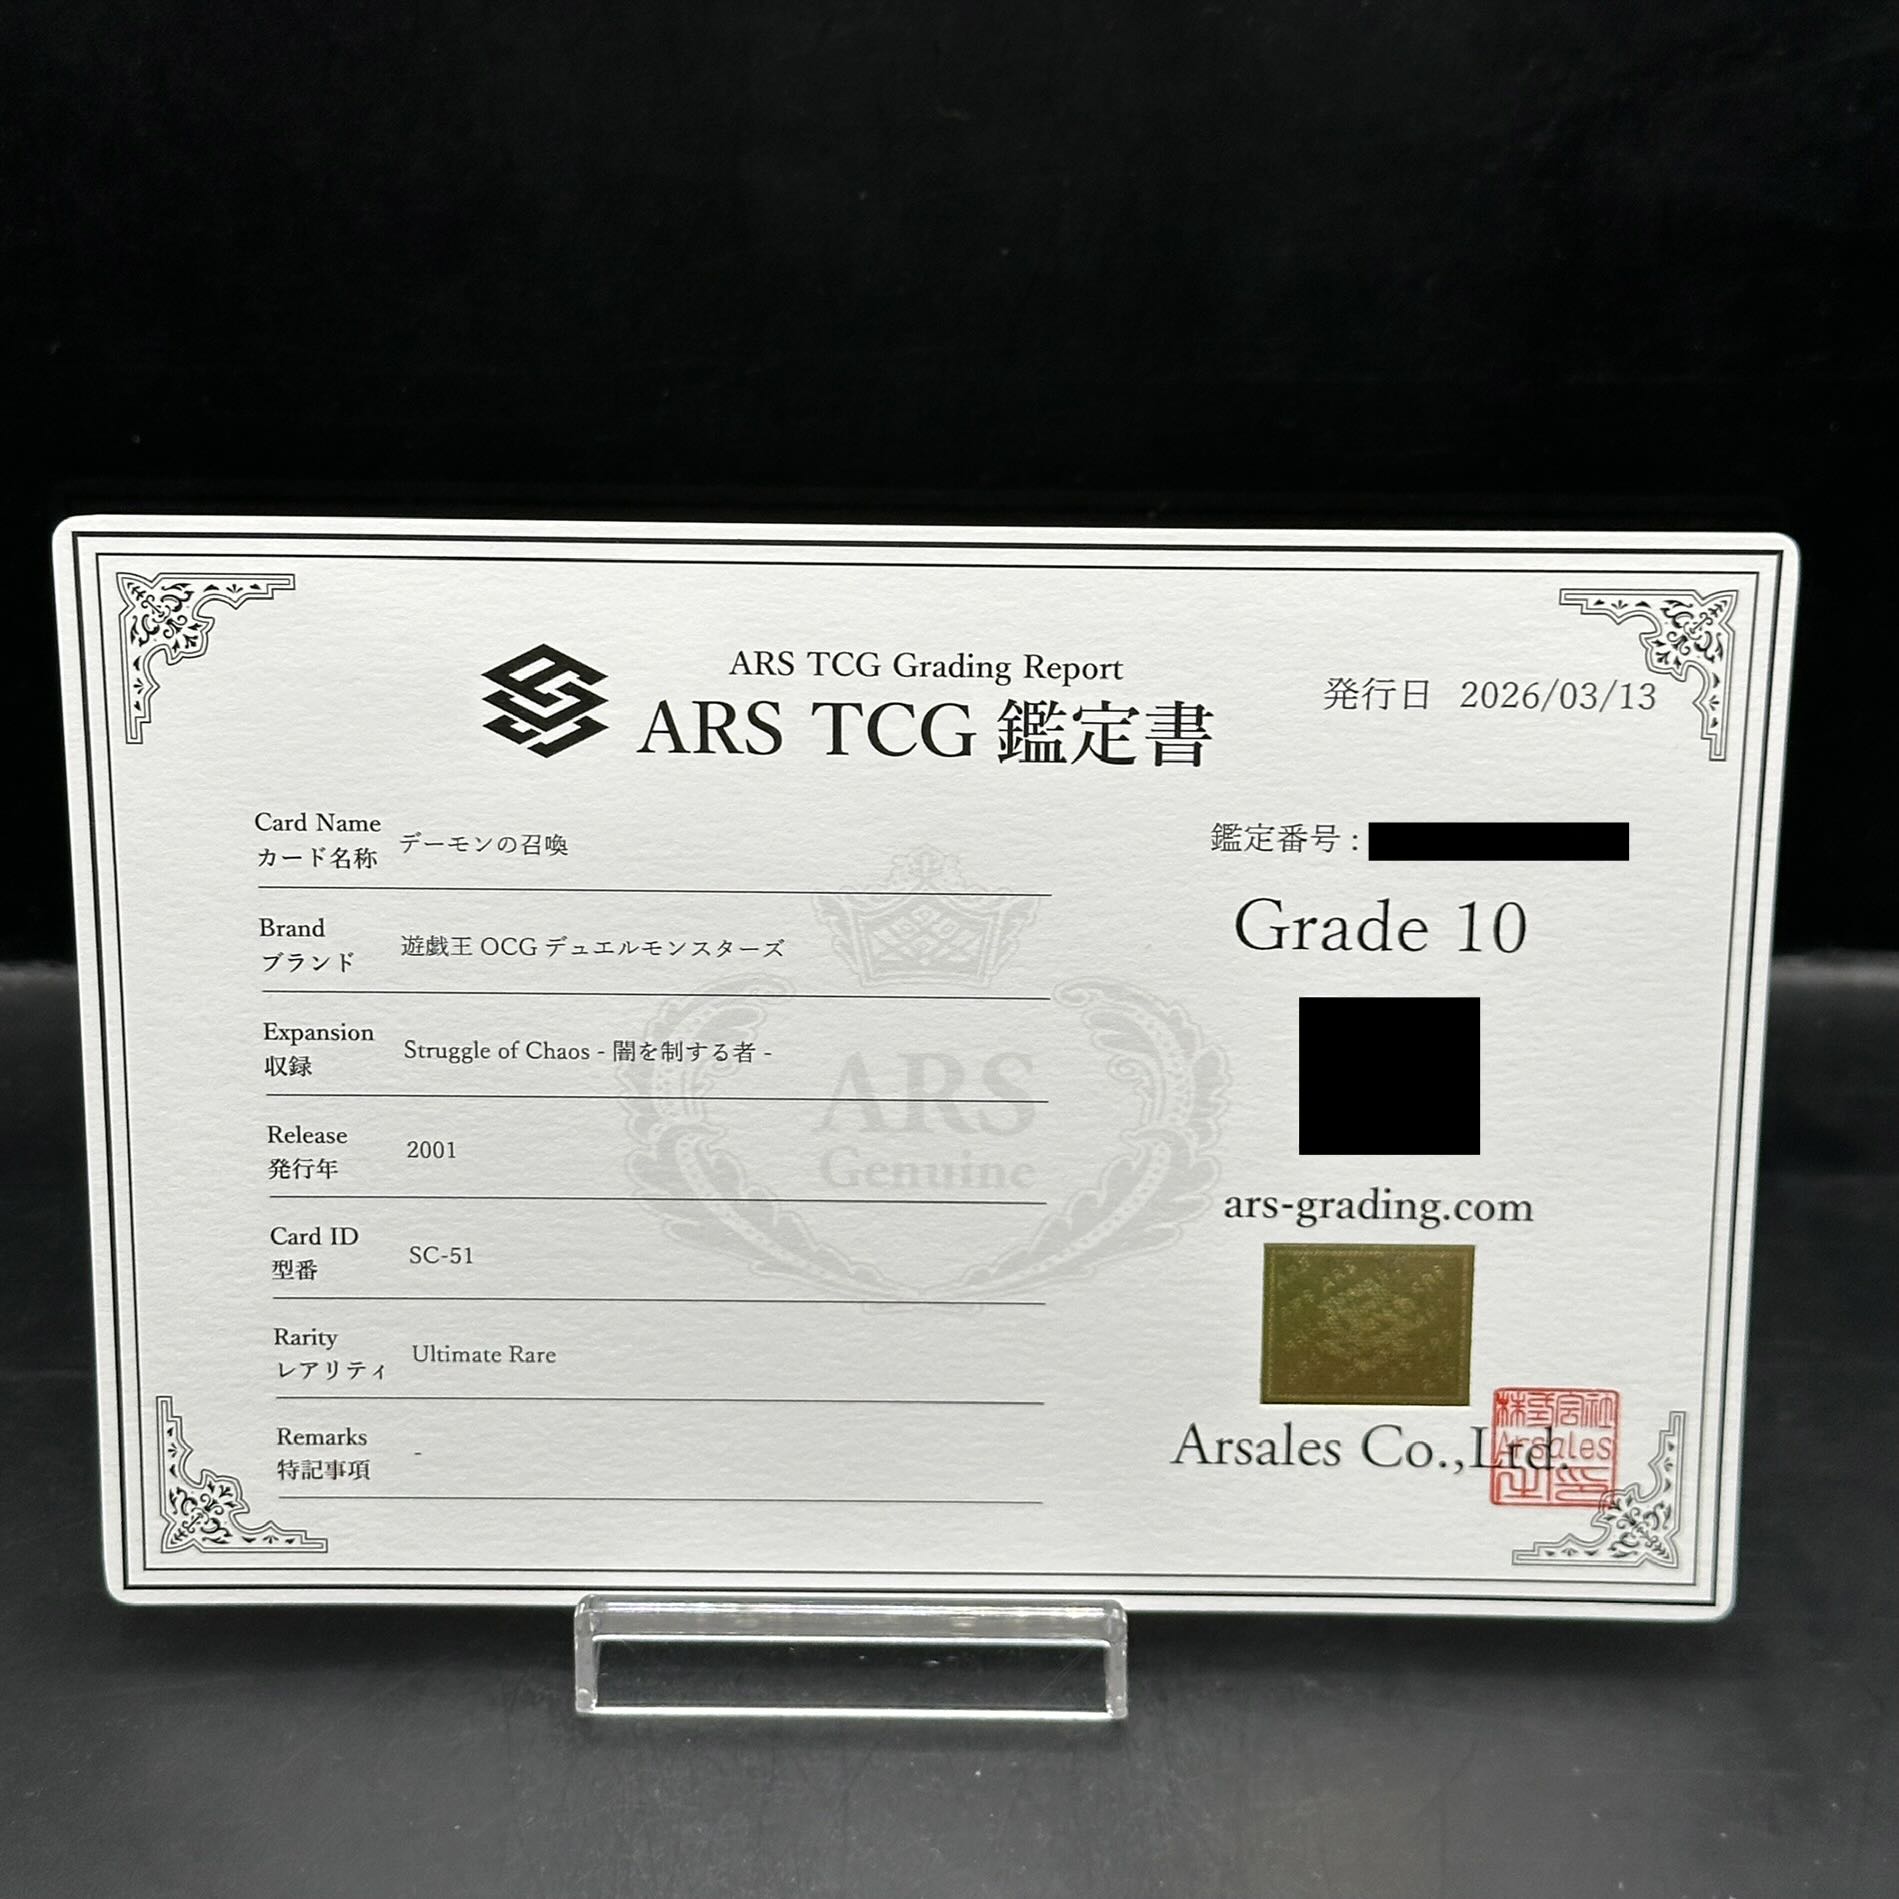 ARS TCG Grading Report
ARS TCG 鑑定書
発行日 2026/03/13
Card Name
カード名称
デーモンの召喚
Brand
ブランド
遊戯王 OCG デュエルモンスターズ
Expansion
収録
Struggle of Chaos - 闇を制する者 -
Release
発行年
2001
Card ID
型番
SC-51
Rarity
レアリティ
Ultimate Rare
Remarks
特記事項
-
ARS
Genuine
鑑定番号 :
Grade 10
ars-grading.com
Arsales Co.,Ltd.
株式会社
Arsales